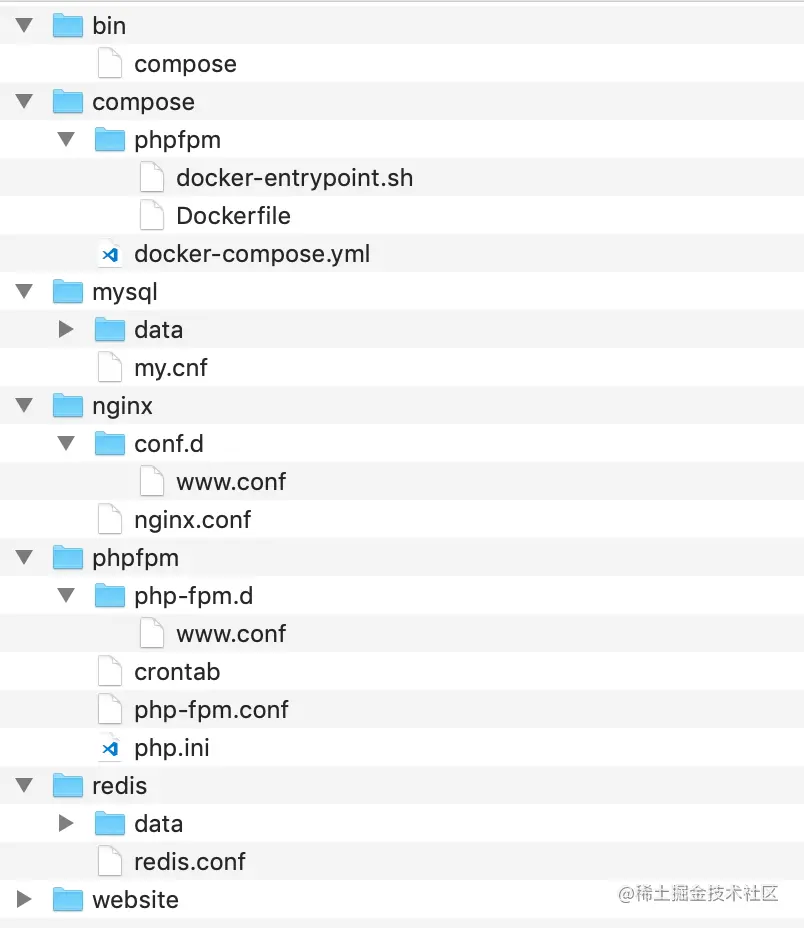 bin
compose
compose
phpfpm
docker-entrypoint.sh
Dockerfile
docker-compose.yml
mysql
data
my.cnf
nginx
conf.d
www.conf
nginx.conf
phpfpm
php-fpm.d
www.conf
crontab
php-fpm.conf
php.ini
redis
data
redis.conf
website
@稀土掘金技术社区